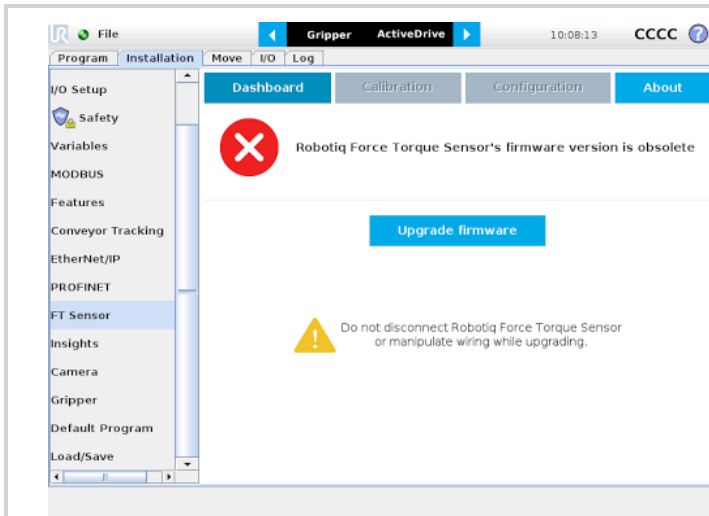 UR File Gripper ActiveDrive 10:08:13 CCCC ?
Program Installation Move I/O Log
I/O Setup
Safety
Variables
MODBUS
Features
Conveyor Tracking
EtherNet/IP
PROFINET
FT Sensor
Insights
Camera
Gripper
Default Program
Load/Save
Dashboard Calibration Configuration About
Robotiq Force Torque Sensor's firmware version is obsolete
Upgrade firmware
Do not disconnect Robotiq Force Torque Sensor
or manipulate wiring while upgrading.